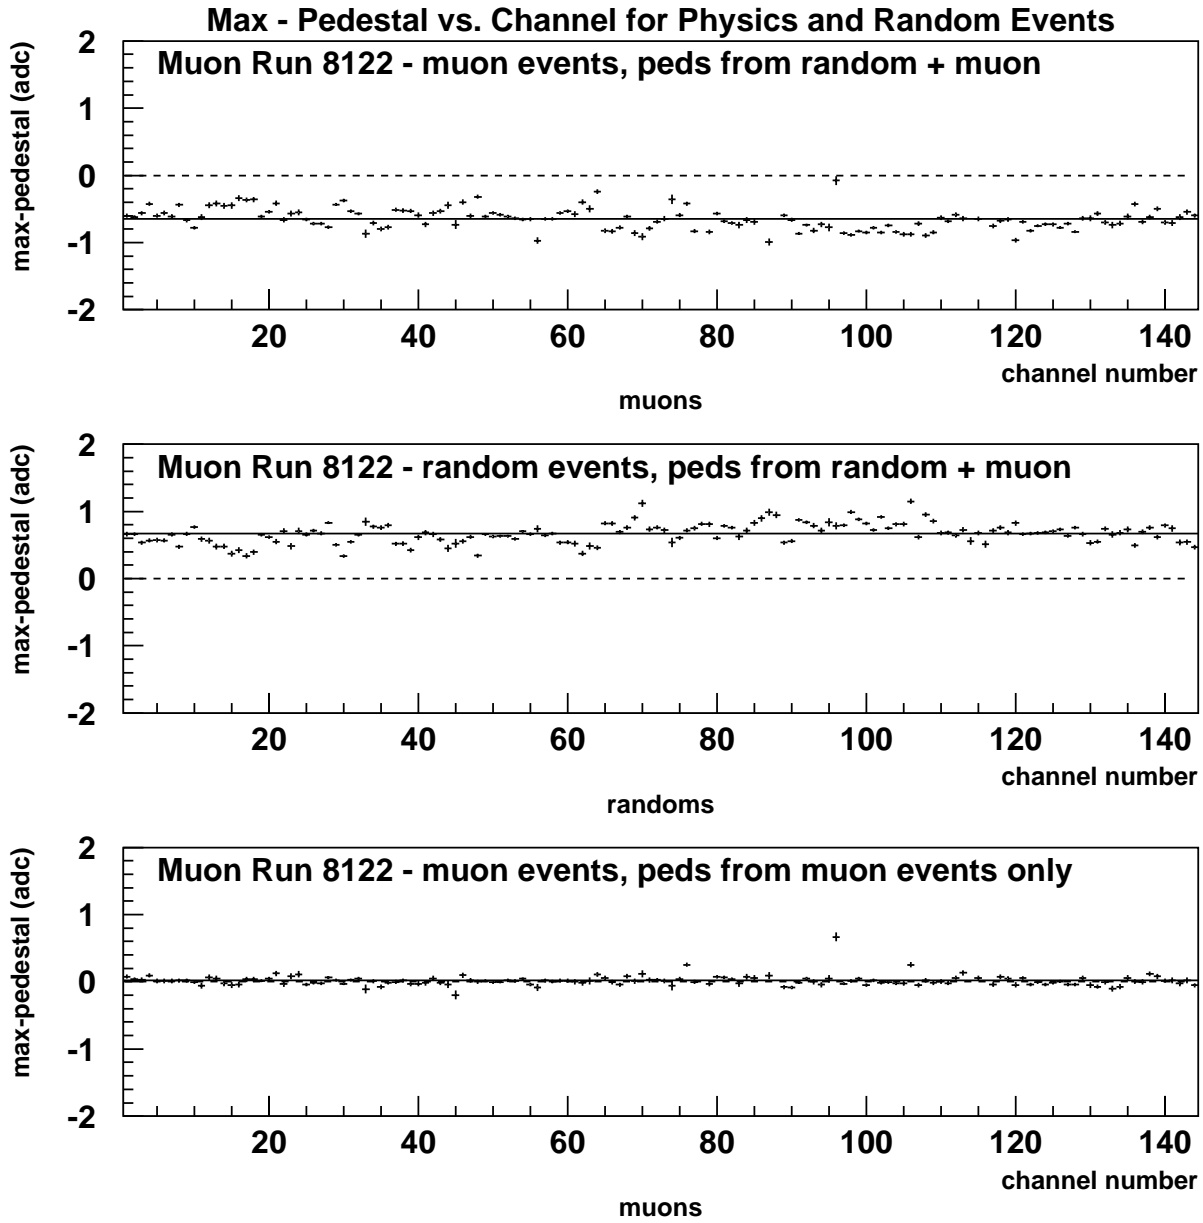 Max - Pedestal vs. Channel for Physics and Random Events
Muon Run 8122 - muon events, peds from random + muon
max-pedestal (adc)
2
1
0
-1
-2
20 40 60 80 100 120 140
channel number
muons
Muon Run 8122 - random events, peds from random + muon
max-pedestal (adc)
2
1
0
-1
-2
20 40 60 80 100 120 140
channel number
randoms
Muon Run 8122 - muon events, peds from muon events only
max-pedestal (adc)
2
1
0
-1
-2
20 40 60 80 100 120 140
channel number
muons